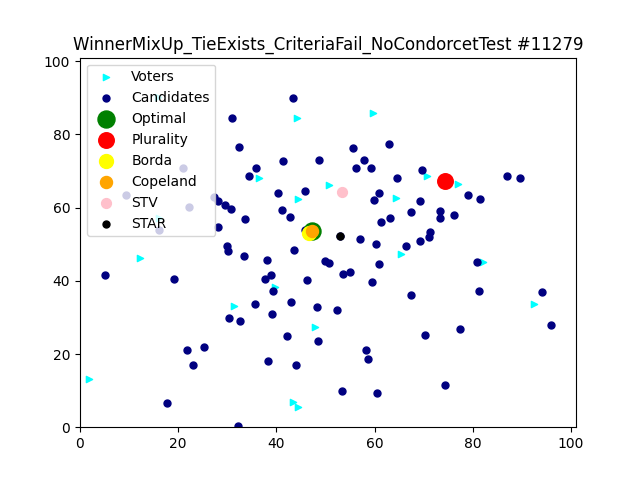 WinnerMixUp_TieExists_CriteriaFail_NoCondorcetTest #11279
100
80
60
40
20
0
Voters
Candidates
Optimal
Plurality
Borda
Copeland
STV
STAR
0 20 40 60 80 100